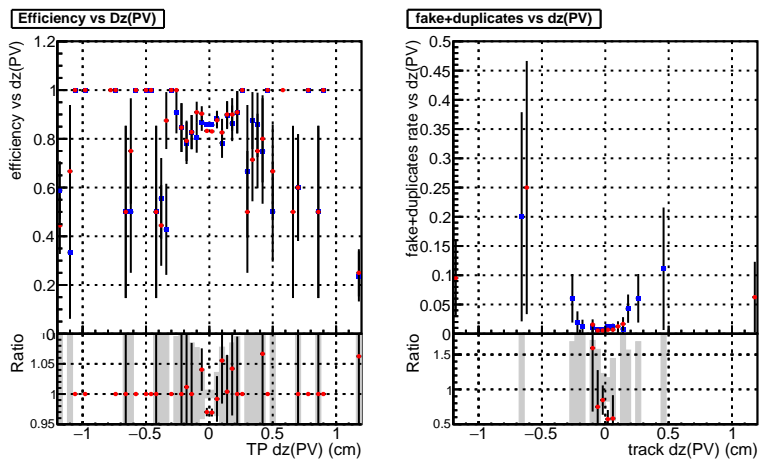 Efficiency vs Dz(PV)
efficiency vs dz(PV)
1.2
1
0.8
0.6
0.4
0.2
0
Ratio
1.05
1
0.95
−1 −0.5 0 0.5 1
TP dz(PV) (cm)
fake+duplicates vs dz(PV)
fake+duplicates rate vs dz(PV)
0.5
0.45
0.4
0.35
0.3
0.25
0.2
0.15
0.1
0.05
0
Ratio
1.5
1
0.5
−1 −0.5 0 0.5 1
track dz(PV) (cm)